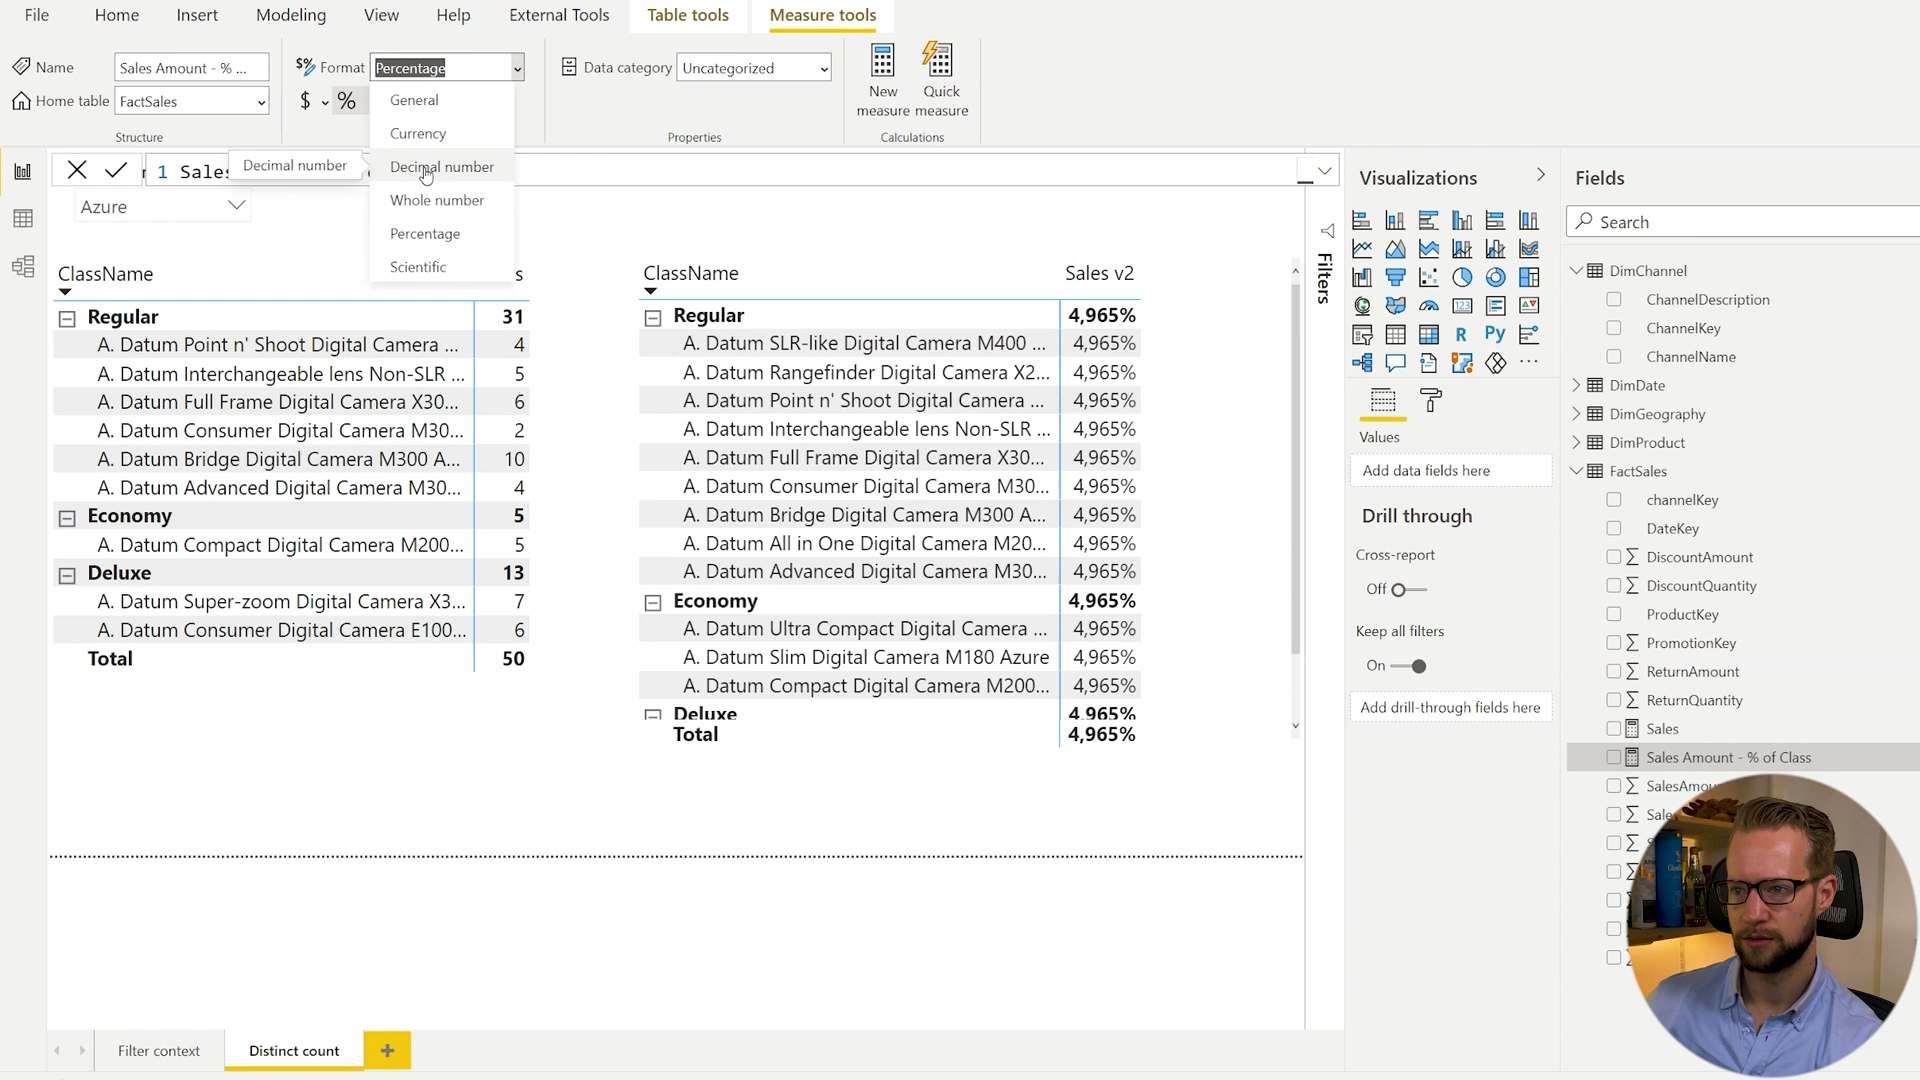 File Home Insert Modeling View Help External Tools Table tools Measure tools
Name Sales Amount - % ... Format Percentage Data category Uncategorized
Home table FactSales $ %
New measure Quick measure
Structure Properties Calculations
General
Currency
Decimal number
Whole number
Percentage
Scientific
1 Sales
Decimal number
Azure
ClassName s
Regular 31
A. Datum Point n' Shoot Digital Camera ... 4
A. Datum Interchangeable lens Non-SLR ... 5
A. Datum Full Frame Digital Camera X30... 6
A. Datum Consumer Digital Camera M30... 2
A. Datum Bridge Digital Camera M300 A... 10
A. Datum Advanced Digital Camera M30... 4
Economy 5
A. Datum Compact Digital Camera M200... 5
Deluxe 13
A. Datum Super-zoom Digital Camera X3... 7
A. Datum Consumer Digital Camera E100... 6
Total 50
ClassName Sales v2
Regular 4,965%
A. Datum SLR-like Digital Camera M400 ... 4,965%
A. Datum Rangefinder Digital Camera X2... 4,965%
A. Datum Point n' Shoot Digital Camera ... 4,965%
A. Datum Interchangeable lens Non-SLR ... 4,965%
A. Datum Full Frame Digital Camera X30... 4,965%
A. Datum Consumer Digital Camera M30... 4,965%
A. Datum Bridge Digital Camera M300 A... 4,965%
A. Datum All in One Digital Camera M20... 4,965%
A. Datum Advanced Digital Camera M30... 4,965%
Economy 4,965%
A. Datum Ultra Compact Digital Camera ... 4,965%
A. Datum Slim Digital Camera M180 Azure 4,965%
A. Datum Compact Digital Camera M200... 4,965%
Deluxe 4,965%
Total 4,965%
Filters
Visualizations
123
R Py
Values
Add data fields here
Drill through
Cross-report
Off
Keep all filters
On
Add drill-through fields here
Fields
Search
DimChannel
ChannelDescription
ChannelKey
ChannelName
DimDate
DimGeography
DimProduct
FactSales
channelKey
DateKey
DiscountAmount
DiscountQuantity
ProductKey
PromotionKey
ReturnAmount
ReturnQuantity
Sales
Sales Amount - % of Class
SalesAmou
Sale
Filter context Distinct count +